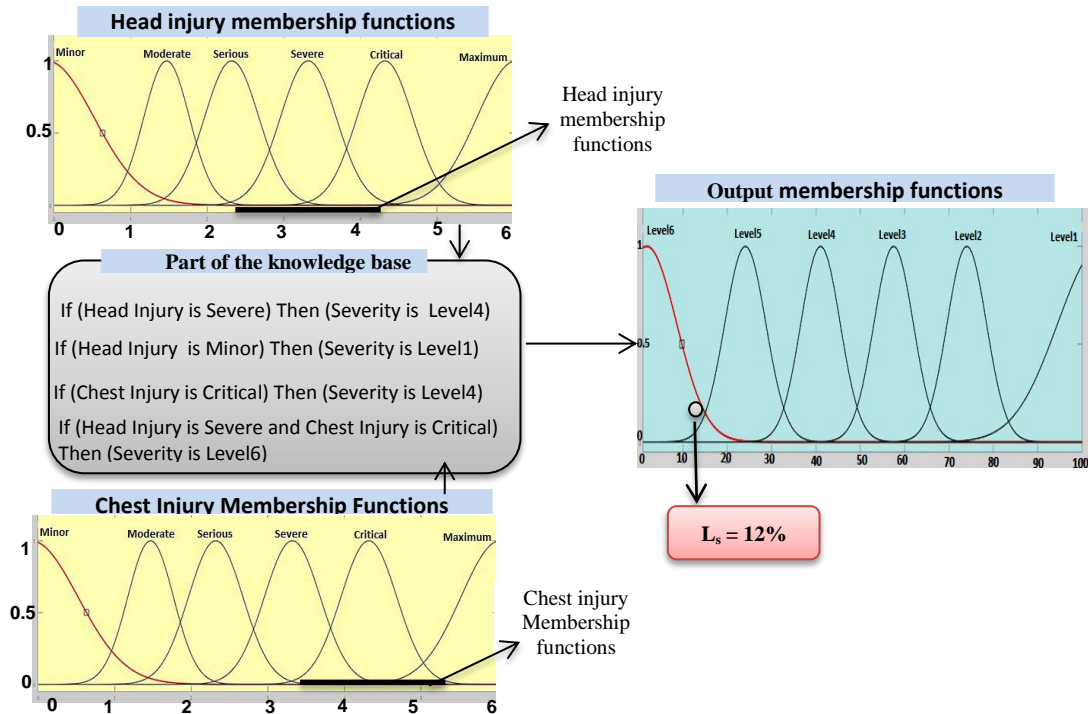 Head injury membership functions
Minor Moderate Serious Severe Critical Maximum
1
0.5
0 1 2 3 4 5 6
Head injury
membership
functions
Part of the knowledge base
If (Head Injury is Severe) Then (Severity is Level4)
If (Head Injury is Minor) Then (Severity is Level1)
If (Chest Injury is Critical) Then (Severity is Level4)
If (Head Injury is Severe and Chest Injury is Critical)
Then (Severity is Level6)
Output membership functions
Level6 Level5 Level4 Level3 Level2 Level1
1
0.5
0
0 10 20 30 40 50 60 70 80 90 100
Ls = 12%
Chest Injury Membership Functions
Minor Moderate Serious Severe Critical Maximum
1
0.5
0
0 1 2 3 4 5 6
Chest injury
Membership
functions